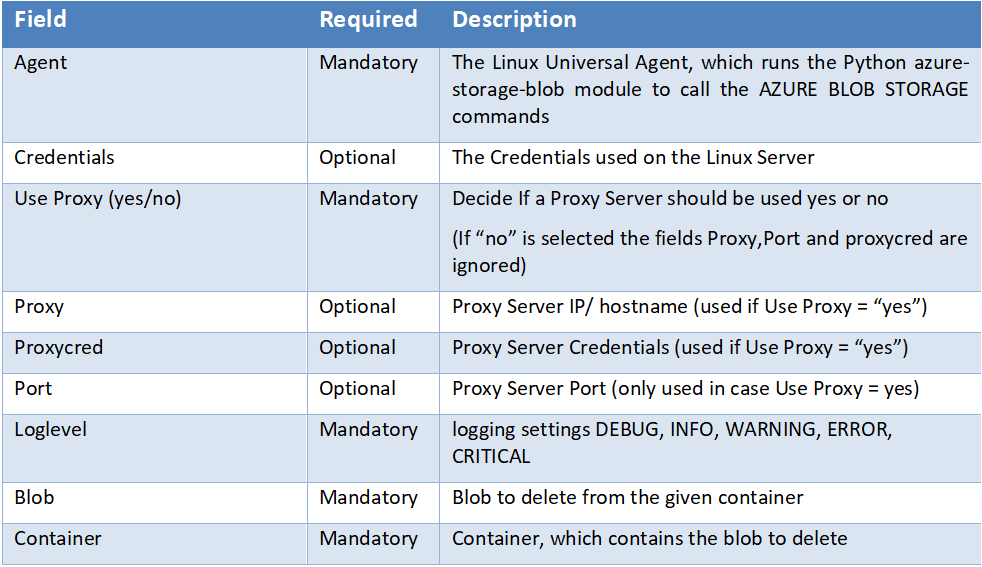 Field Required Description
Agent Mandatory The Linux Universal Agent, which runs the Python azure-
storage-blob module to call the AZURE BLOB STORAGE
commands
Credentials Optional The Credentials used on the Linux Server
Use Proxy (yes/no) Mandatory Decide If a Proxy Server should be used yes or no
(If “no” is selected the fields Proxy,Port and proxycred are
ignored)
Proxy Optional Proxy Server IP/ hostname (used if Use Proxy = “yes”)
Proxycred Optional Proxy Server Credentials (used if Use Proxy = “yes”)
Port Optional Proxy Server Port (only used in case Use Proxy = yes)
Loglevel Mandatory logging settings DEBUG, INFO, WARNING, ERROR,
CRITICAL
Blob Mandatory Blob to delete from the given container
Container Mandatory Container, which contains the blob to delete